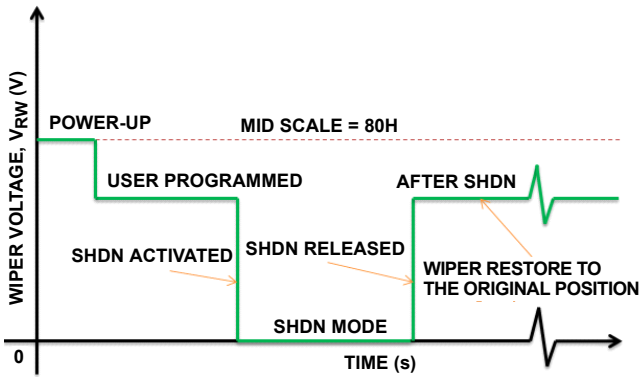 WIPER VOLTAGE, VRW (V)
POWER-UP
MID SCALE = 80H
USER PROGRAMMED
AFTER SHDN
SHDN ACTIVATED
SHDN RELEASED
WIPER RESTORE TO
THE ORIGINAL POSITION
SHDN MODE
0
TIME (s)